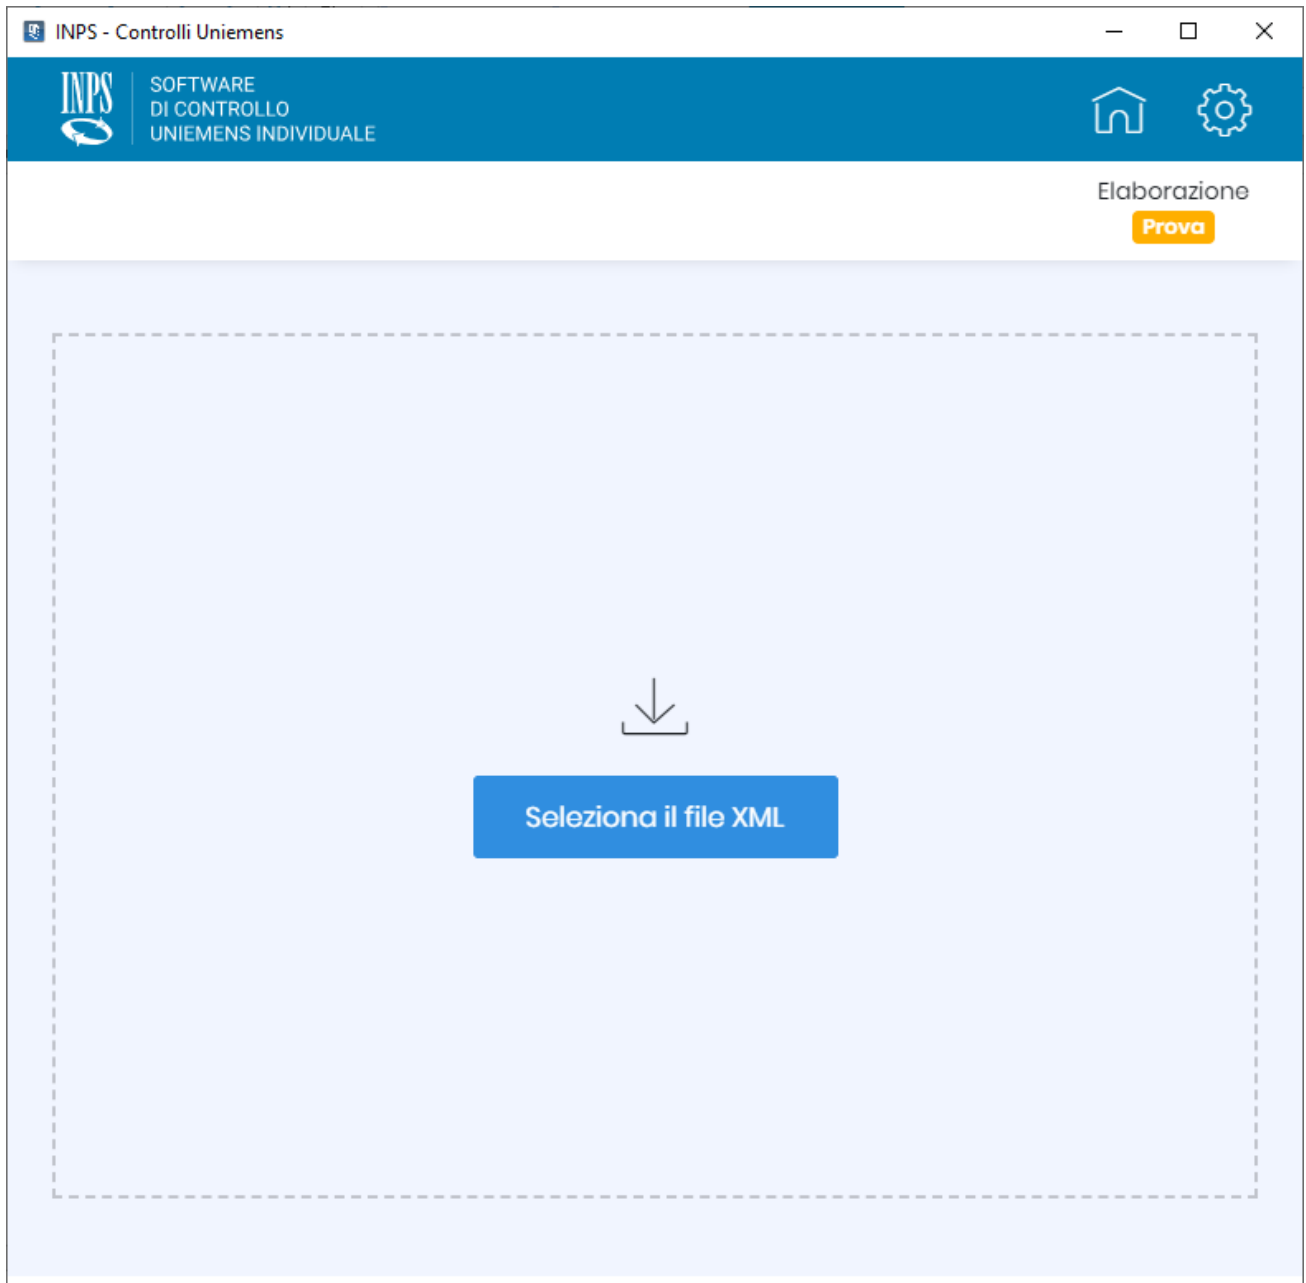 INPS - Controlli Uniemens
INPS
SOFTWARE
DI CONTROLLO
UNIEMENS INDIVIDUALE
Elaborazione
Prova
Seleziona il file XML